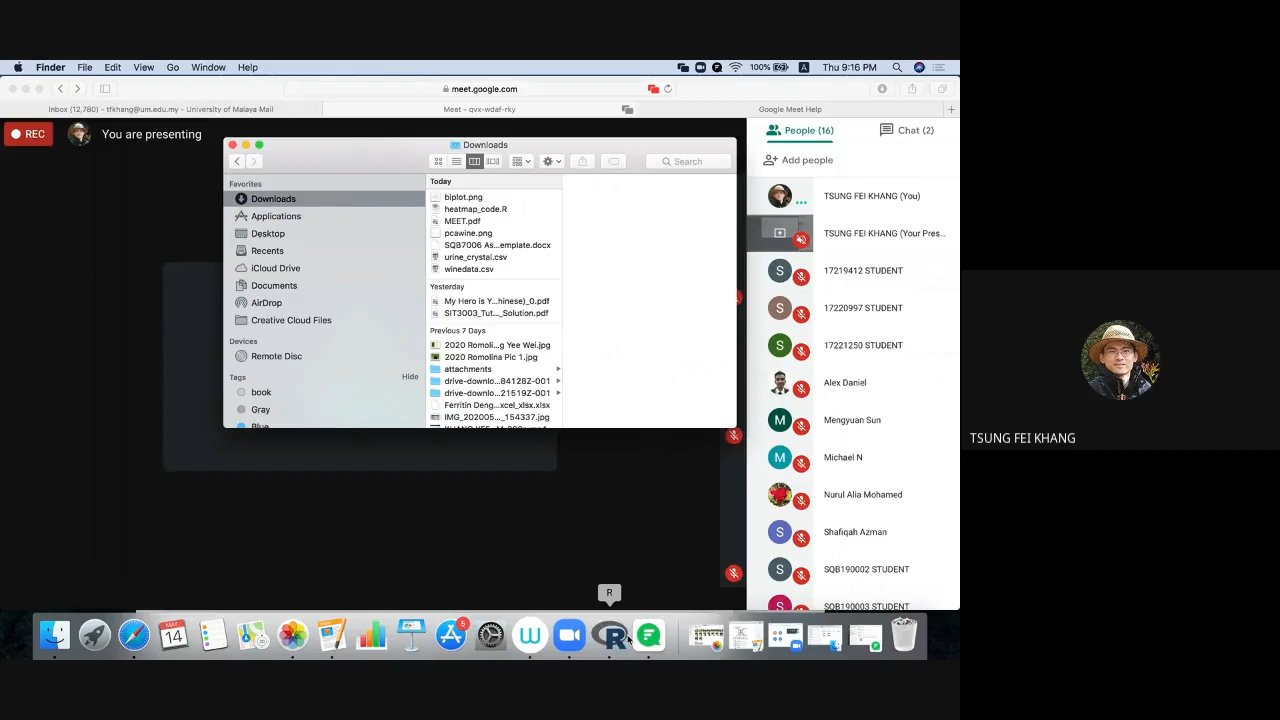 Finder File Edit View Go Window Help
100% A Thu 9:16 PM
meet.google.com
Inbox (12,780) - tfkhang@um.edu.my - University of Malaya Mail
Meet - qvx-wdaf-rky
Google Meet Help
REC
You are presenting
People (16)
Chat (2)
Add people
TSUNG FEI KHANG (You)
TSUNG FEI KHANG (Your Pres...
S 17219412 STUDENT
S 17220997 STUDENT
S 17221250 STUDENT
Alex Daniel
M Mengyuan Sun
M Michael N
Nurul Alia Mohamed
S Shafiqah Azman
S SQB190002 STUDENT
S SQB190003 STUDENT
Downloads
Search
Favorites
Downloads
Applications
Desktop
Recents
iCloud Drive
Documents
AirDrop
Creative Cloud Files
Devices
Remote Disc
Tags
Hide
book
Gray
Blue
Today
biplot.png
heatmap_code.R
MEET.pdf
pcawine.png
SQB7006 As...emplate.docx
urine_crystal.csv
winedata.csv
Yesterday
My Hero is Y...hinese)_0.pdf
SIT3003_Tut..._Solution.pdf
Previous 7 Days
2020 Romolina...g Yee Wei.jpg
2020 Romolina Pic 1.jpg
attachments
drive-downlo...84128Z-001
drive-downlo...21519Z-001
Ferritin Deng...xcel_xlsx.xlsx
IMG_202005..._154337.jpg
R
MAY
14
5
TSUNG FEI KHANG